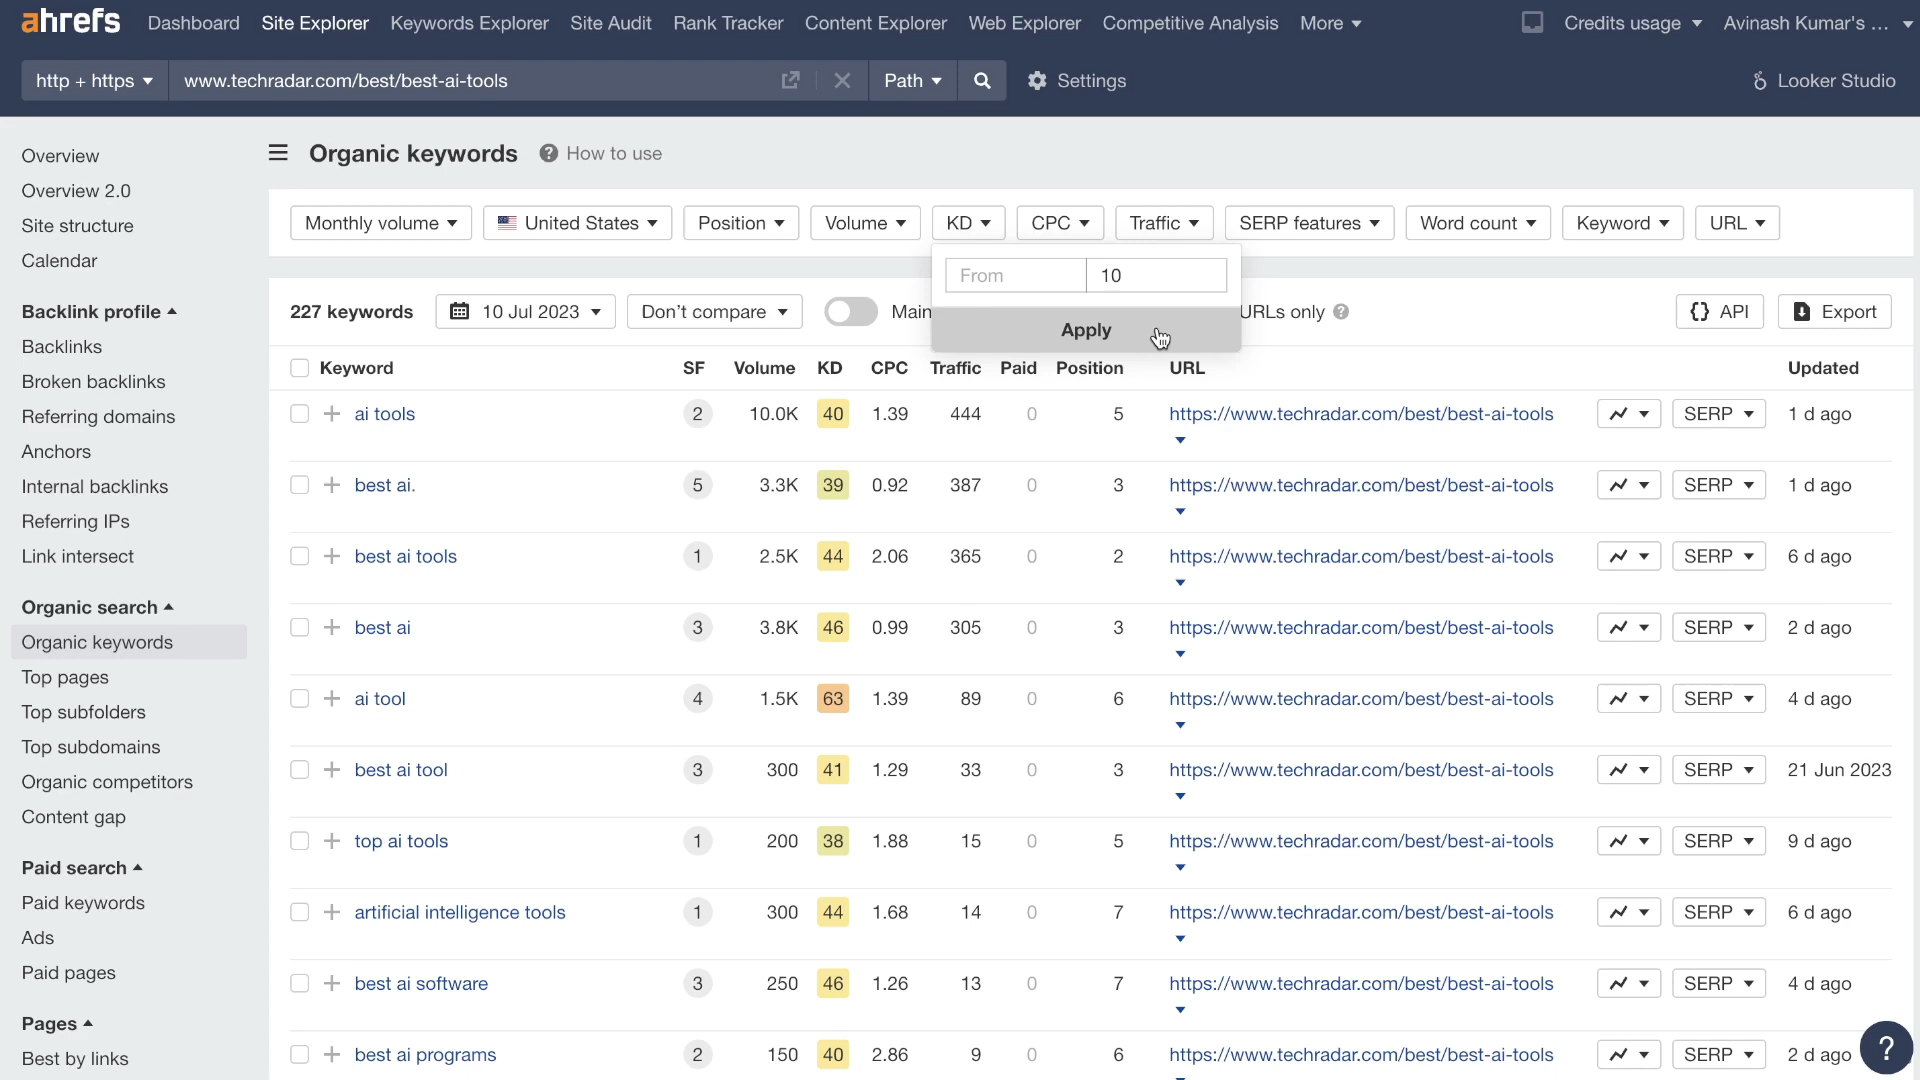 ahrefs Dashboard Site Explorer Keywords Explorer Site Audit Rank Tracker Content Explorer Web Explorer Competitive Analysis More Credits usage Avinash Kumar's ...
http + https www.techradar.com/best/best-ai-tools Path Settings Looker Studio
Overview
Overview 2.0
Site structure
Calendar
Backlink profile
Backlinks
Broken backlinks
Referring domains
Anchors
Internal backlinks
Referring IPs
Link intersect
Organic search
Organic keywords
Top pages
Top subfolders
Top subdomains
Organic competitors
Content gap
Paid search
Paid keywords
Ads
Paid pages
Pages
Best by links
Organic keywords ? How to use
Monthly volume United States Position Volume KD CPC Traffic SERP features Word count Keyword URL
From 10
Apply
227 keywords 10 Jul 2023 Don't compare Main URLs only ? {} API Export
Keyword SF Volume KD CPC Traffic Paid Position URL Updated
ai tools 2 10.0K 40 1.39 444 0 5 https://www.techradar.com/best/best-ai-tools SERP 1 d ago
best ai. 5 3.3K 39 0.92 387 0 3 https://www.techradar.com/best/best-ai-tools SERP 1 d ago
best ai tools 1 2.5K 44 2.06 365 0 2 https://www.techradar.com/best/best-ai-tools SERP 6 d ago
best ai 3 3.8K 46 0.99 305 0 3 https://www.techradar.com/best/best-ai-tools SERP 2 d ago
ai tool 4 1.5K 63 1.39 89 0 6 https://www.techradar.com/best/best-ai-tools SERP 4 d ago
best ai tool 3 300 41 1.29 33 0 3 https://www.techradar.com/best/best-ai-tools SERP 21 Jun 2023
top ai tools 1 200 38 1.88 15 0 5 https://www.techradar.com/best/best-ai-tools SERP 9 d ago
artificial intelligence tools 1 300 44 1.68 14 0 7 https://www.techradar.com/best/best-ai-tools SERP 6 d ago
best ai software 3 250 46 1.26 13 0 7 https://www.techradar.com/best/best-ai-tools SERP 4 d ago
best ai programs 2 150 40 2.86 9 0 6 https://www.techradar.com/best/best-ai-tools SERP 2 d ago
?